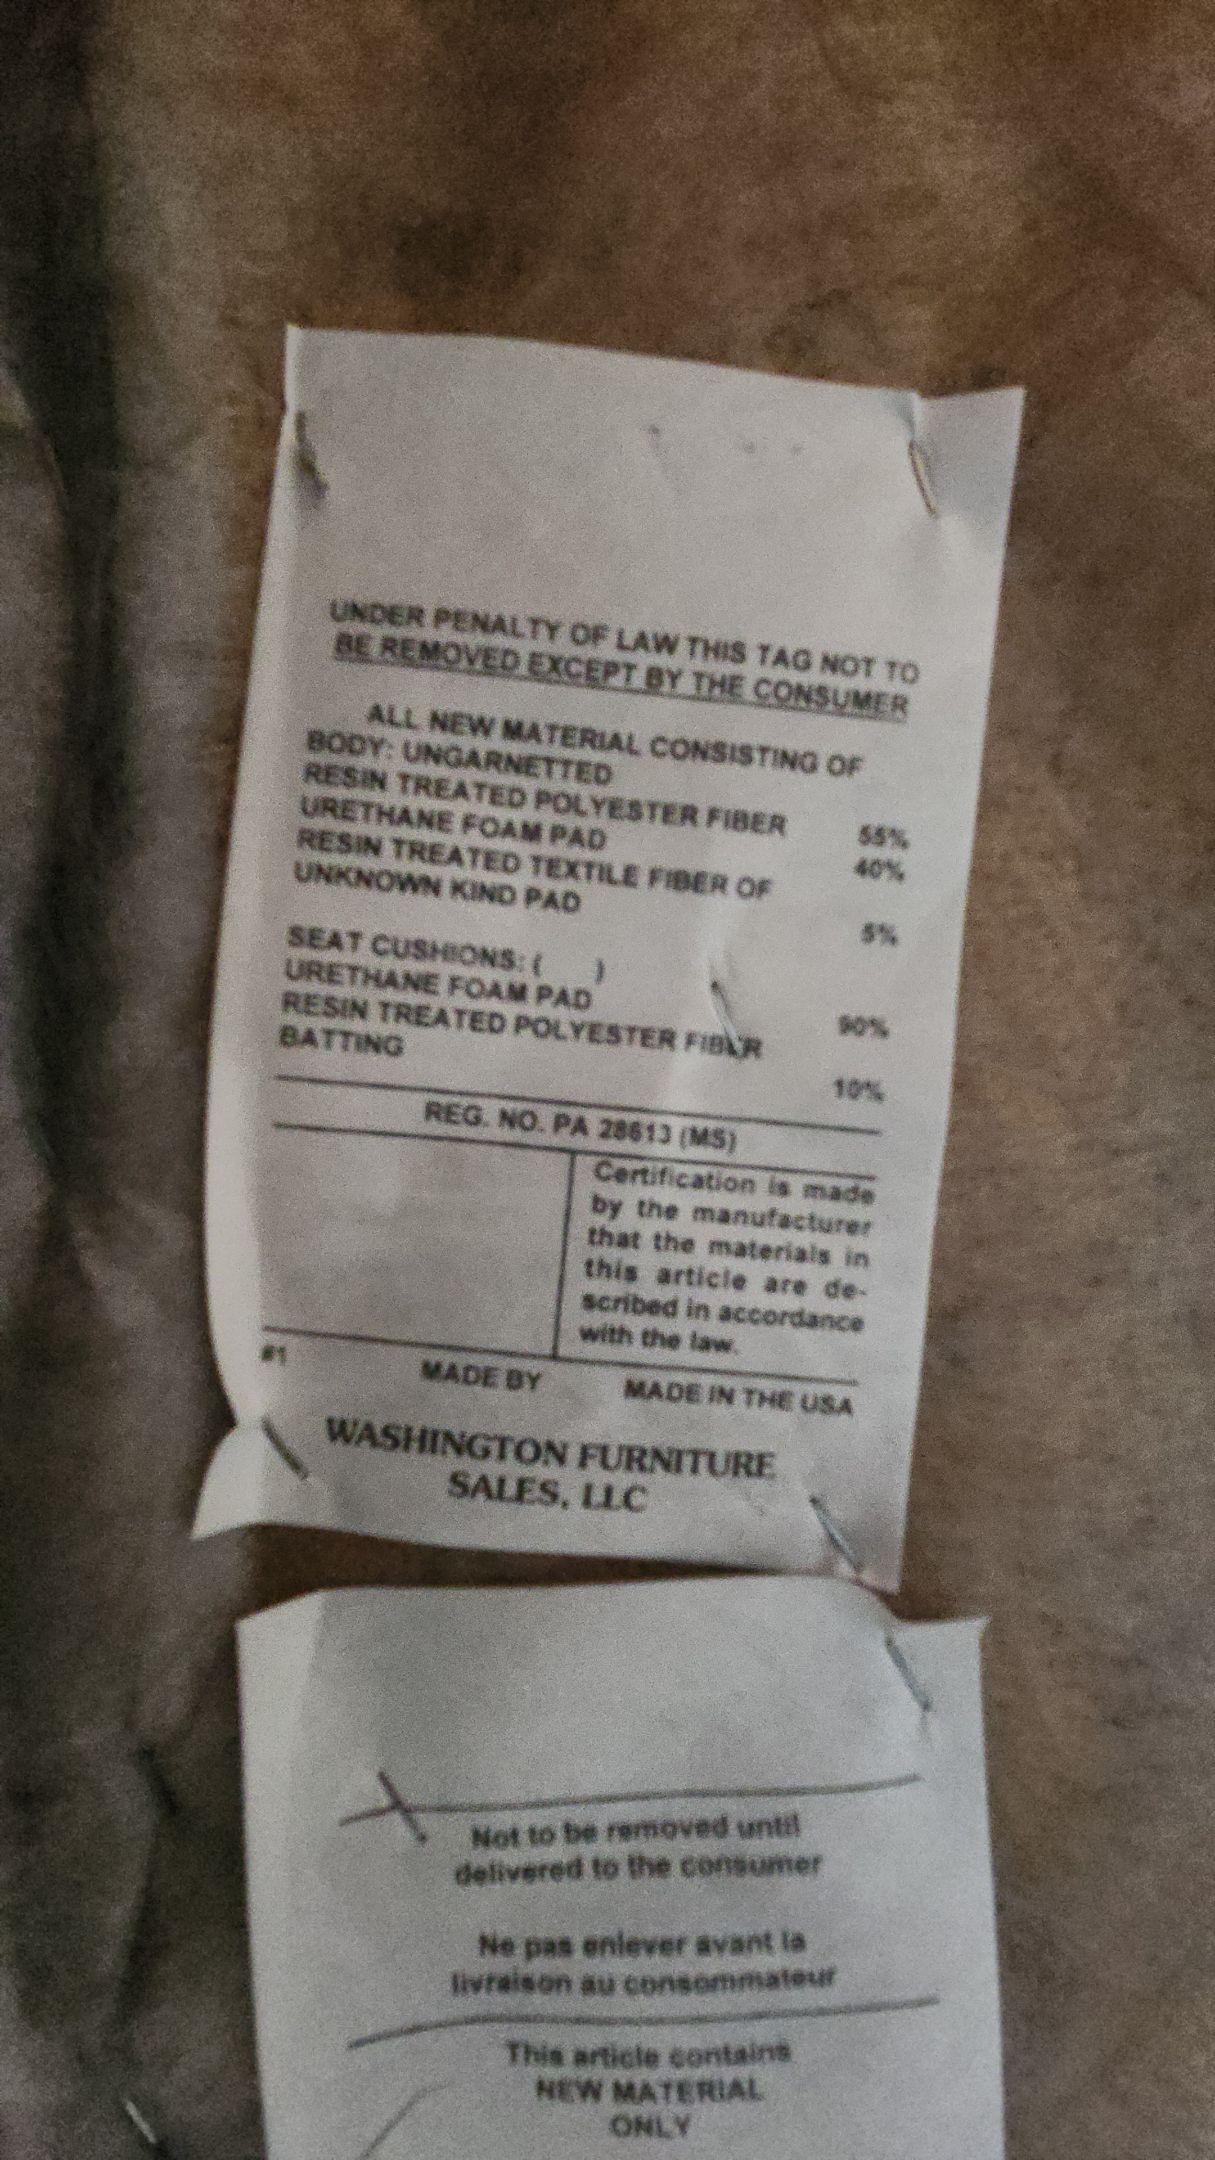 UNDER PENALTY OF LAW THIS TAG NOT TO
BE REMOVED EXCEPT BY THE CONSUMER
ALL NEW MATERIAL CONSISTING OF
BODY: UNGARNETTED
RESIN TREATED POLYESTER FIBER 55%
URETHANE FOAM PAD 40%
RESIN TREATED TEXTILE FIBER OF
UNKNOWN KIND PAD 5%
SEAT CUSHIONS: ( )
URETHANE FOAM PAD 90%
RESIN TREATED POLYESTER FIBER
BATTING 10%
REG. NO. PA 28613 (MS)
Certification is made
by the manufacturer
that the materials in
this article are de-
scribed in accordance
with the law.
#1 MADE BY MADE IN THE USA
WASHINGTON FURNITURE
SALES, LLC
Not to be removed until
delivered to the consumer
Ne pas enlever avant la
livraison au consommateur
This article contains
NEW MATERIAL
ONLY